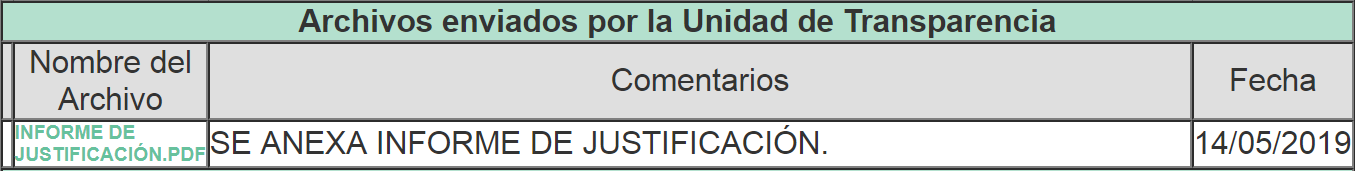 Archivos enviados por la Unidad de Transparencia
Nombre del
Archivo
Comentarios
Fecha
INFORME DE
JUSTIFICACIÓN.PDF
SE ANEXA INFORME DE JUSTIFICACIÓN.
14/05/2019